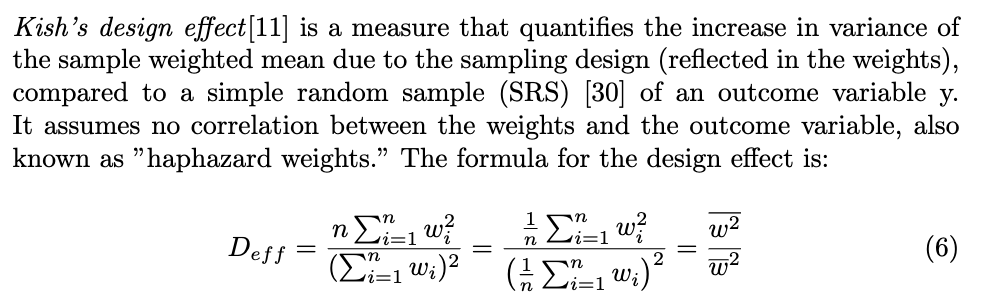 Kish's design effect[11] is a measure that quantifies the increase in variance of
the sample weighted mean due to the sampling design (reflected in the weights),
compared to a simple random sample (SRS) [30] of an outcome variable y.
It assumes no correlation between the weights and the outcome variable, also
known as ”haphazard weights.” The formula for the design effect is:
$D_{eff} = \frac{n \sum_{i=1}^{n} w_i^2}{(\sum_{i=1}^{n} w_i)^2} = \frac{\frac{1}{n} \sum_{i=1}^{n} w_i^2}{\left(\frac{1}{n} \sum_{i=1}^{n} w_i\right)^2} = \frac{\overline{w^2}}{\overline{w}^2}$ (6)